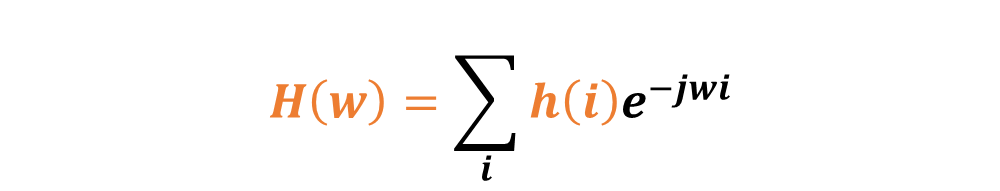 H(w) = ∑ᵢ h(i)e^{-jwi}